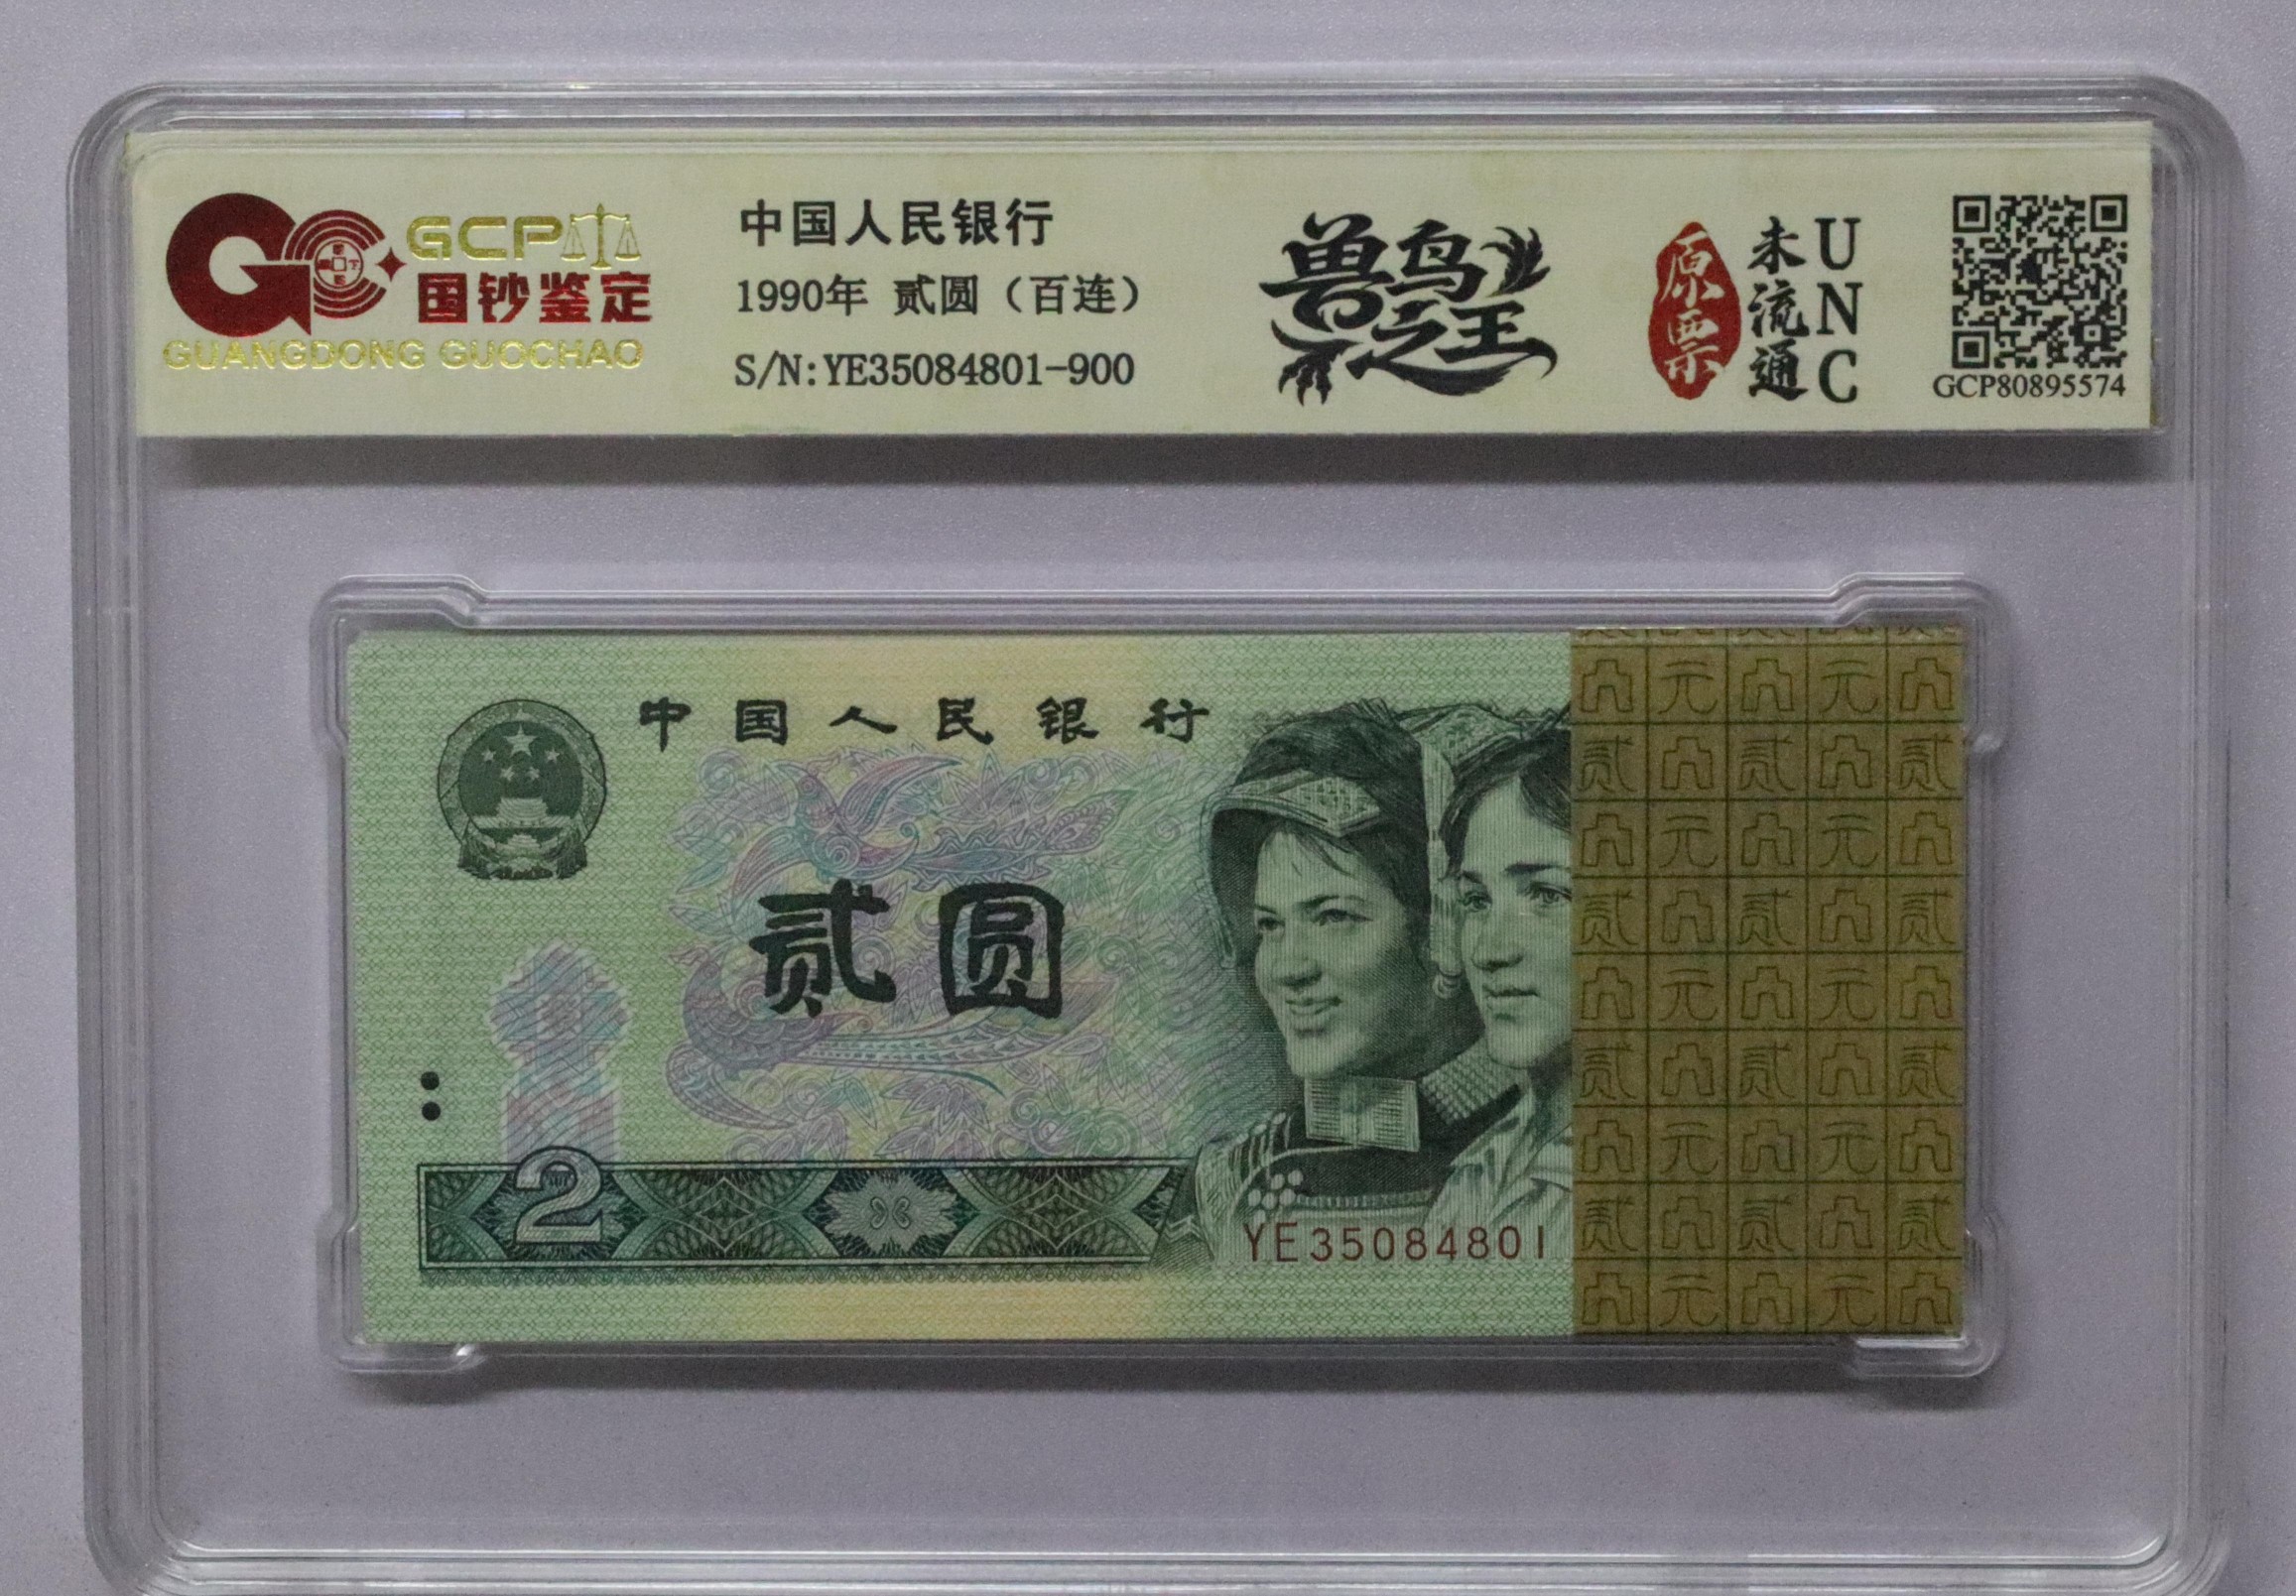 GCP
国钞鉴定
GUANGDONG GUOCHAO
中国人民银行
1990年 贰圆（百连）
S/N:YE35084801-900
兽鸟之王
原票
未流通
UNC
GCP80895574
中国人民银行
贰圆
2
YE35084801